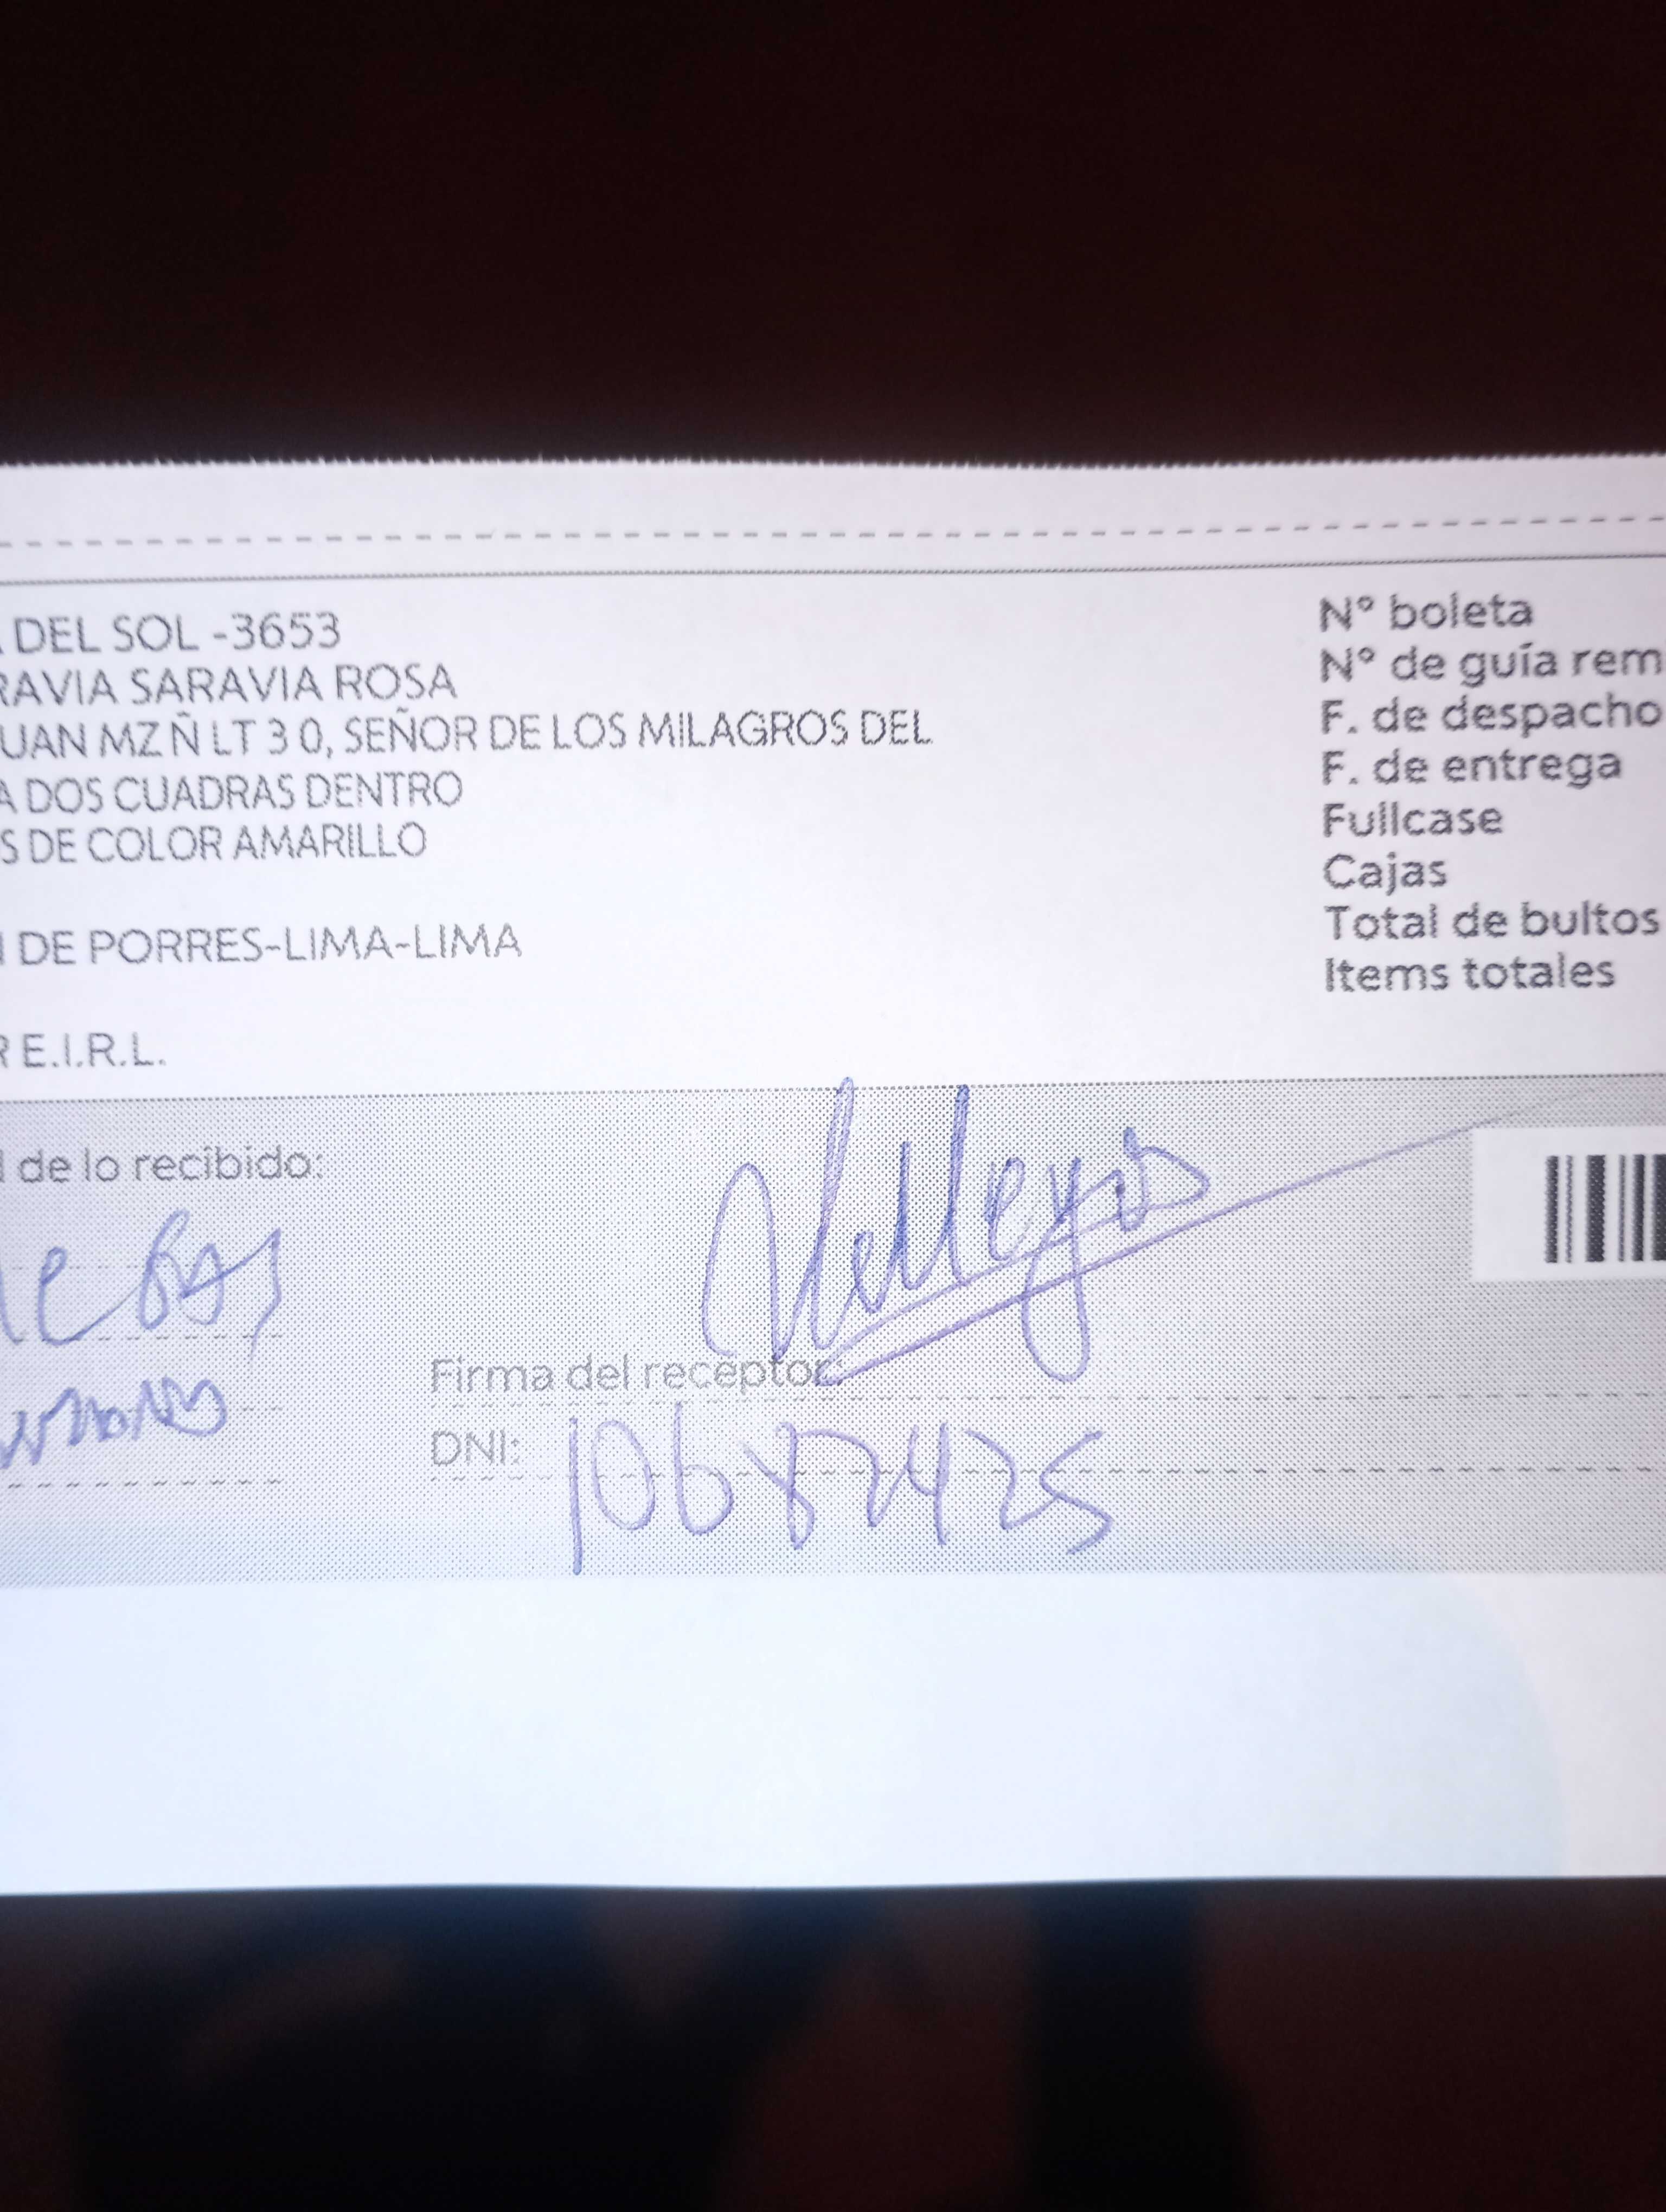 DEL SOL -3653
RAVIA SARAVIA ROSA
UAN MZ Ñ LT 3 0, SEÑOR DE LOS MILAGROS DEL
A DOS CUADRAS DENTRO
S DE COLOR AMARILLO
DE PORRES-LIMA-LIMA
R E.I.R.L.
N° boleta
N° de guía rem
F. de despacho
F. de entrega
Fullcase
Cajas
Total de bultos
Items totales
de lo recibido:
Firma del receptor:
DNI: 10687425